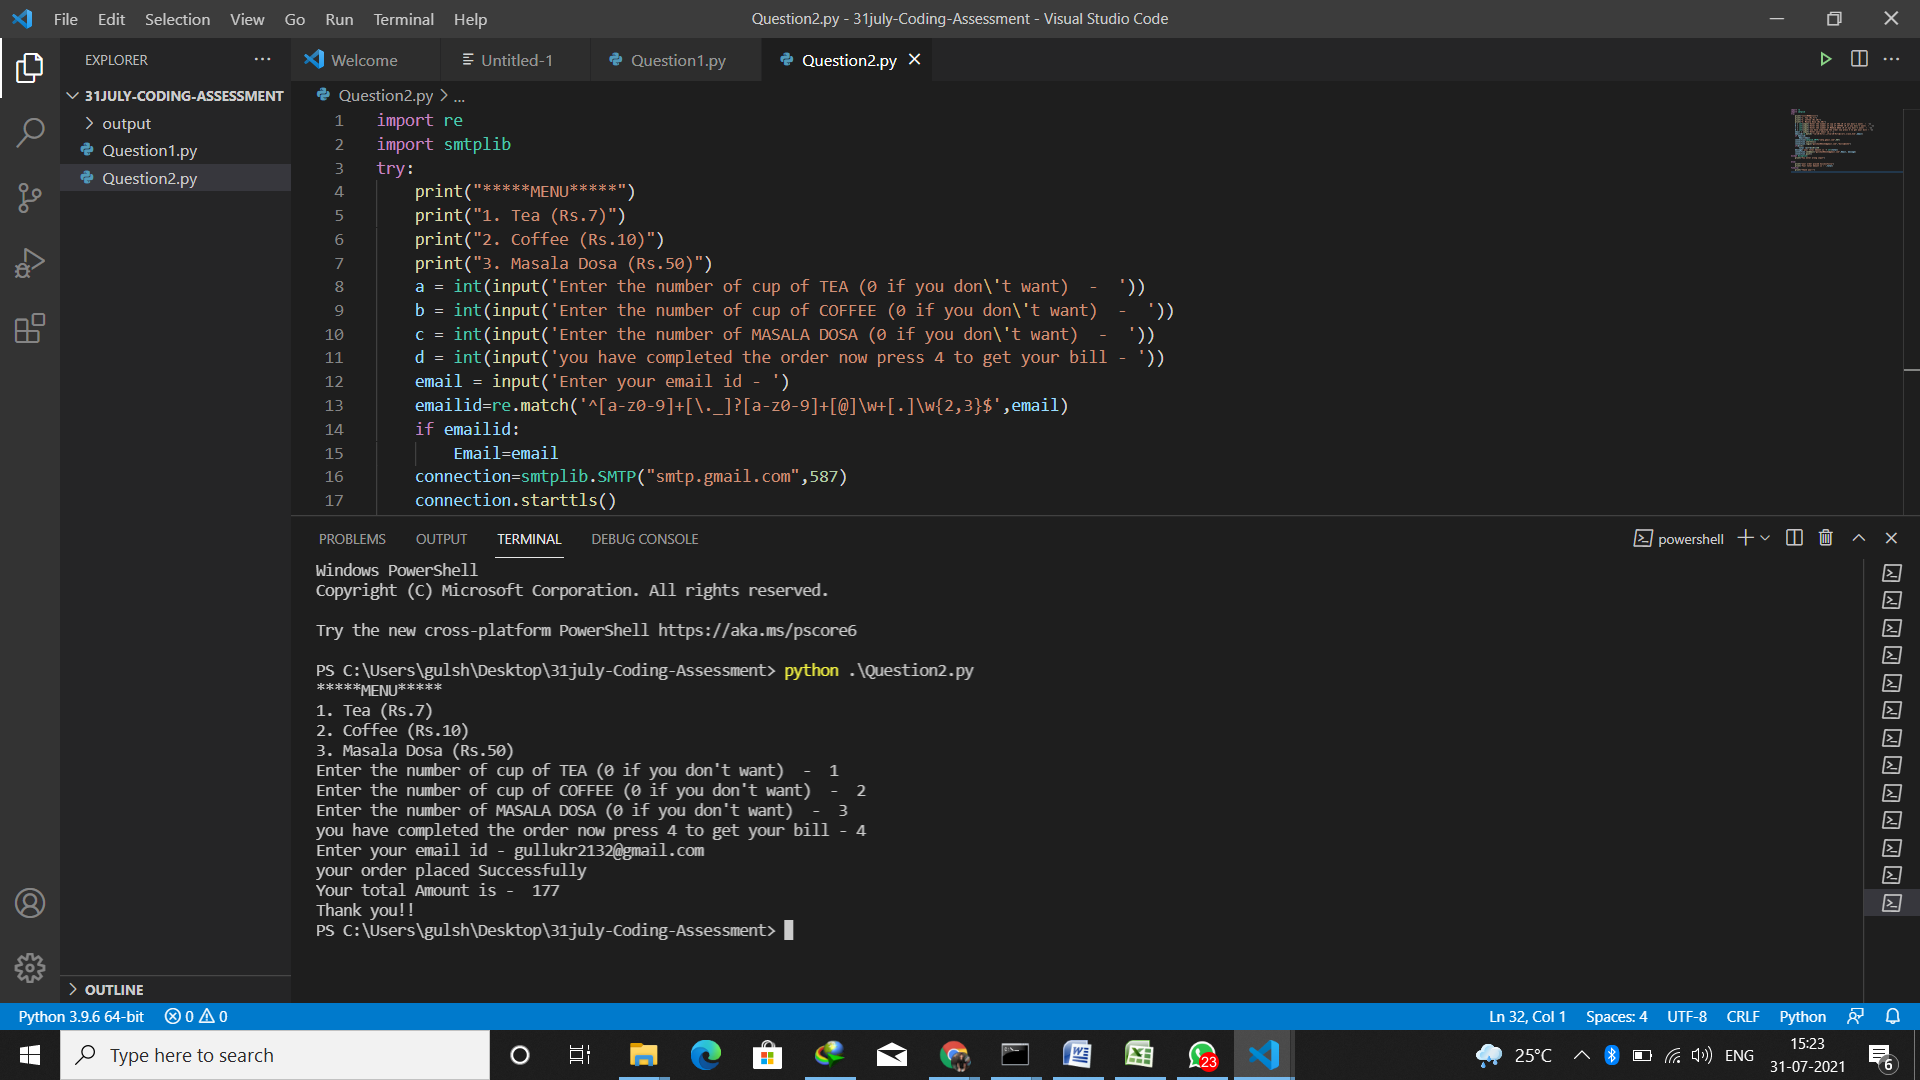 File Edit Selection View Go Run Terminal Help
Question2.py - 31july-Coding-Assessment - Visual Studio Code
EXPLORER
Welcome
Untitled-1
Question1.py
Question2.py
31JULY-CODING-ASSESSMENT
output
Question1.py
Question2.py
Question2.py > ...
1 import re
2 import smtplib
3 try:
4 print("*****MENU*****")
5 print("1. Tea (Rs.7)")
6 print("2. Coffee (Rs.10)")
7 print("3. Masala Dosa (Rs.50)")
8 a = int(input('Enter the number of cup of TEA (0 if you don\'t want)  -  '))
9 b = int(input('Enter the number of cup of COFFEE (0 if you don\'t want)  -  '))
10 c = int(input('Enter the number of MASALA DOSA (0 if you don\'t want)  -  '))
11 d = int(input('you have completed the order now press 4 to get your bill - '))
12 email = input('Enter your email id - ')
13 emailid=re.match('^[a-z0-9]+[\._]?[a-z0-9]+[@]\w+[.]\w{2,3}$',email)
14 if emailid:
15 Email=email
16 connection=smtplib.SMTP("smtp.gmail.com",587)
17 connection.starttls()
PROBLEMS OUTPUT TERMINAL DEBUG CONSOLE
powershell
Windows PowerShell
Copyright (C) Microsoft Corporation. All rights reserved.
Try the new cross-platform PowerShell https://aka.ms/pscore6
PS C:\Users\gulsh\Desktop\31july-Coding-Assessment> python .\Question2.py
*****MENU*****
1. Tea (Rs.7)
2. Coffee (Rs.10)
3. Masala Dosa (Rs.50)
Enter the number of cup of TEA (0 if you don't want)  -  1
Enter the number of cup of COFFEE (0 if you don't want)  -  2
Enter the number of MASALA DOSA (0 if you don't want)  -  3
you have completed the order now press 4 to get your bill - 4
Enter your email id - gullukr2132@gmail.com
your order placed Successfully
Your total Amount is -  177
Thank you!!
PS C:\Users\gulsh\Desktop\31july-Coding-Assessment>
OUTLINE
Python 3.9.6 64-bit 0 0
Ln 32, Col 1 Spaces: 4 UTF-8 CRLF Python
Type here to search
23
25°C
ENG
15:23
31-07-2021
6